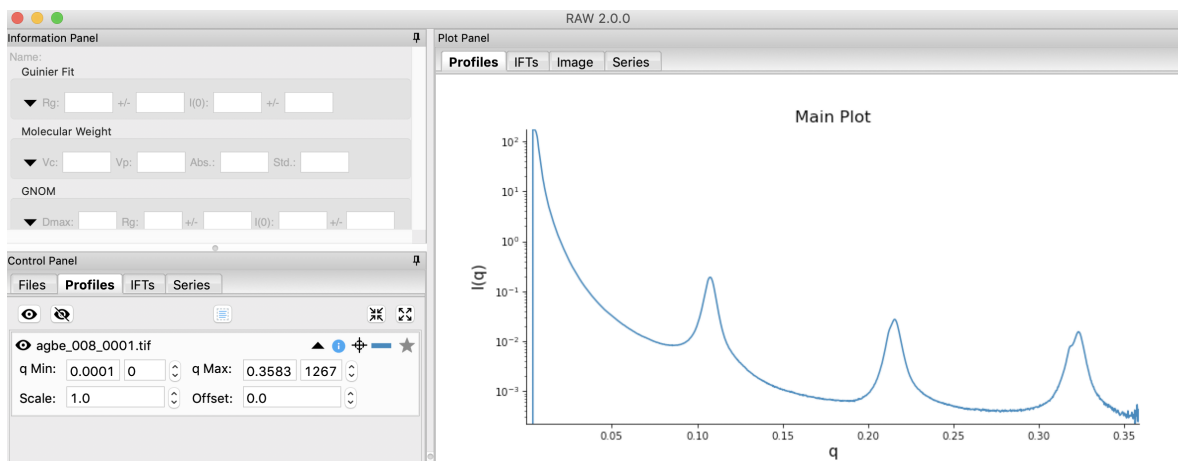 RAW 2.0.0
Information Panel
Name:
Guinier Fit
Rg: +/- I(0): +/-
Molecular Weight
Vc: Vp: Abs.: Std.:
GNOM
Dmax: Rg: +/- I(0): +/-
Control Panel
Files Profiles IFTs Series
agbe_008_0001.tif
q Min: 0.0001 0 q Max: 0.3583 1267
Scale: 1.0 Offset: 0.0
Plot Panel
Profiles IFTs Image Series
Main Plot
I(q)
10²
10¹
10⁰
10⁻¹
10⁻²
10⁻³
0.05 0.10 0.15 0.20 0.25 0.30 0.35
q